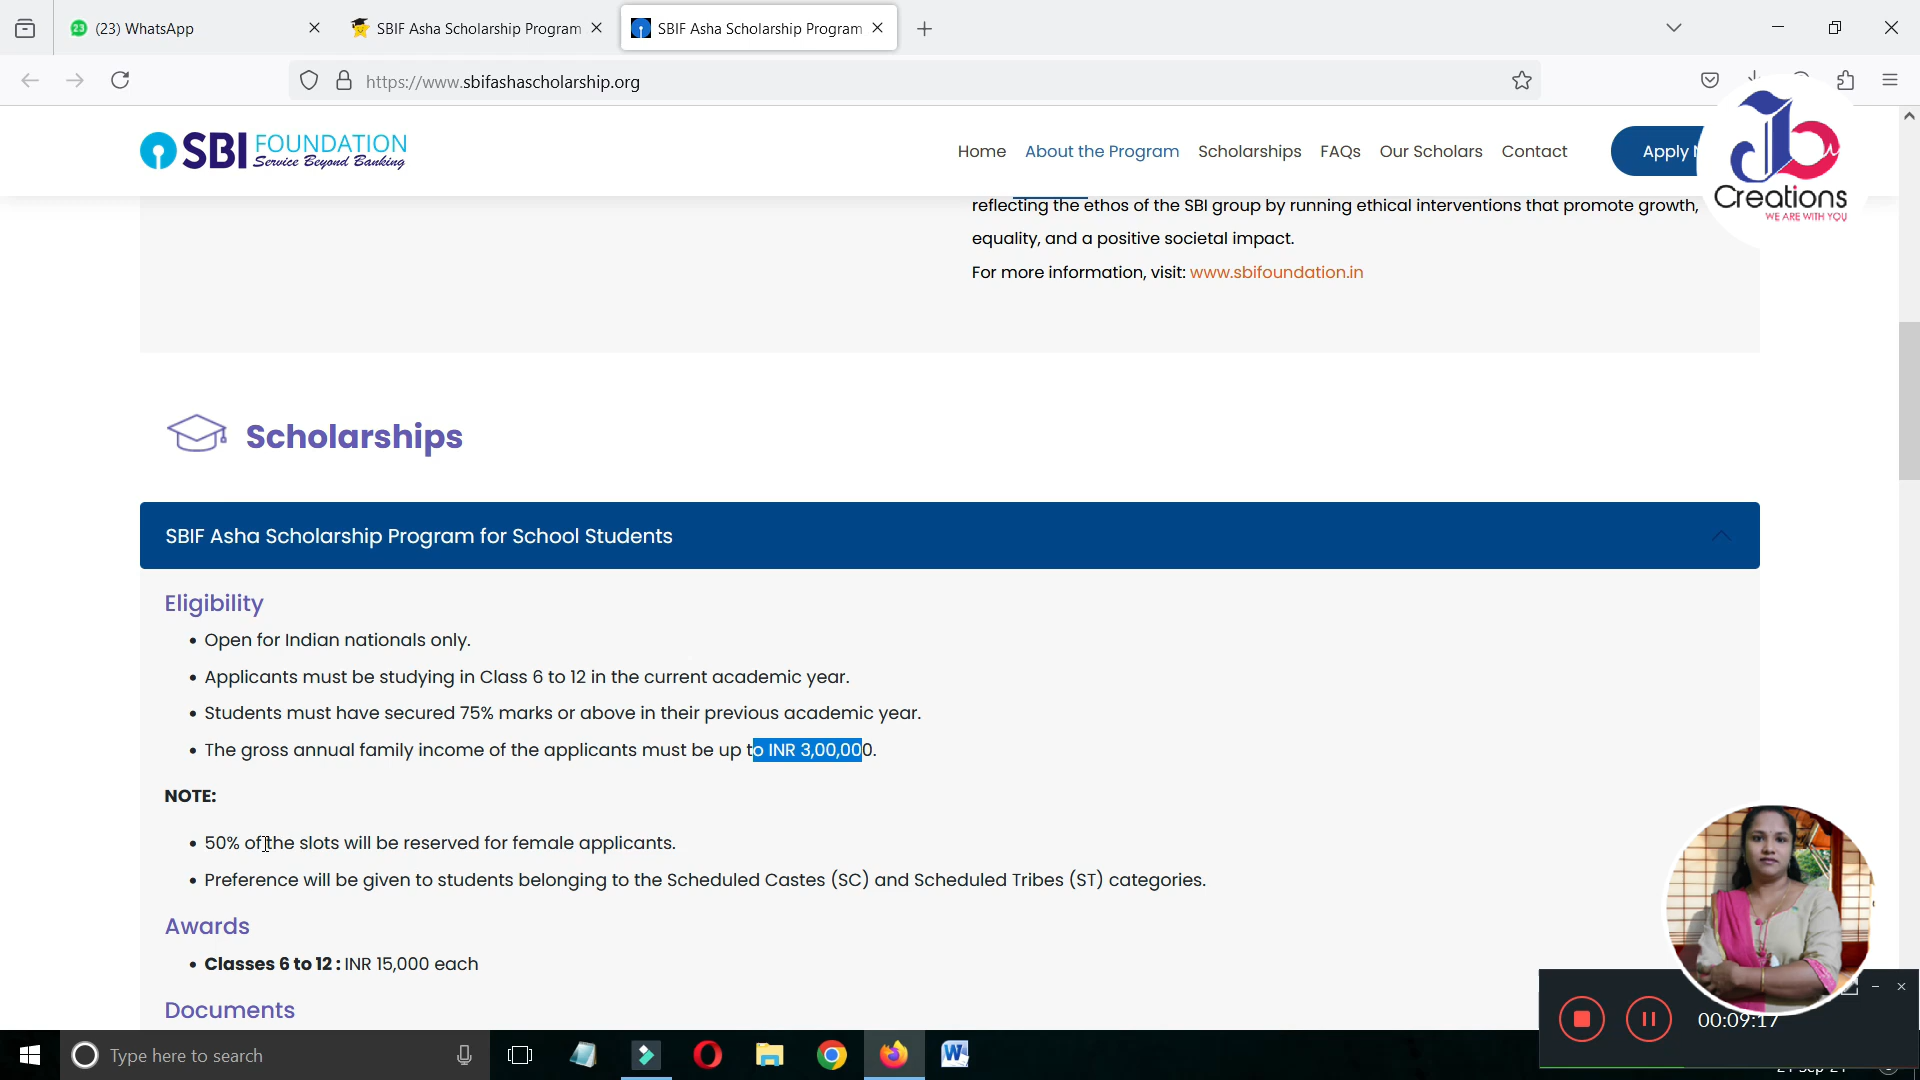 (23) WhatsApp
SBIF Asha Scholarship Program
SBIF Asha Scholarship Program
https://www.sbifashascholarship.org
SBI FOUNDATION
Service Beyond Banking
Home
About the Program
Scholarships
FAQs
Our Scholars
Contact
Apply
Creations
WE ARE WITH YOU
reflecting the ethos of the SBI group by running ethical interventions that promote growth,
equality, and a positive societal impact.
For more information, visit: www.sbifoundation.in
Scholarships
SBIF Asha Scholarship Program for School Students
Eligibility
• Open for Indian nationals only.
• Applicants must be studying in Class 6 to 12 in the current academic year.
• Students must have secured 75% marks or above in their previous academic year.
• The gross annual family income of the applicants must be up to INR 3,00,000.
NOTE:
• 50% of the slots will be reserved for female applicants.
• Preference will be given to students belonging to the Scheduled Castes (SC) and Scheduled Tribes (ST) categories.
Awards
• Classes 6 to 12 : INR 15,000 each
Documents
00:09:17
Type here to search